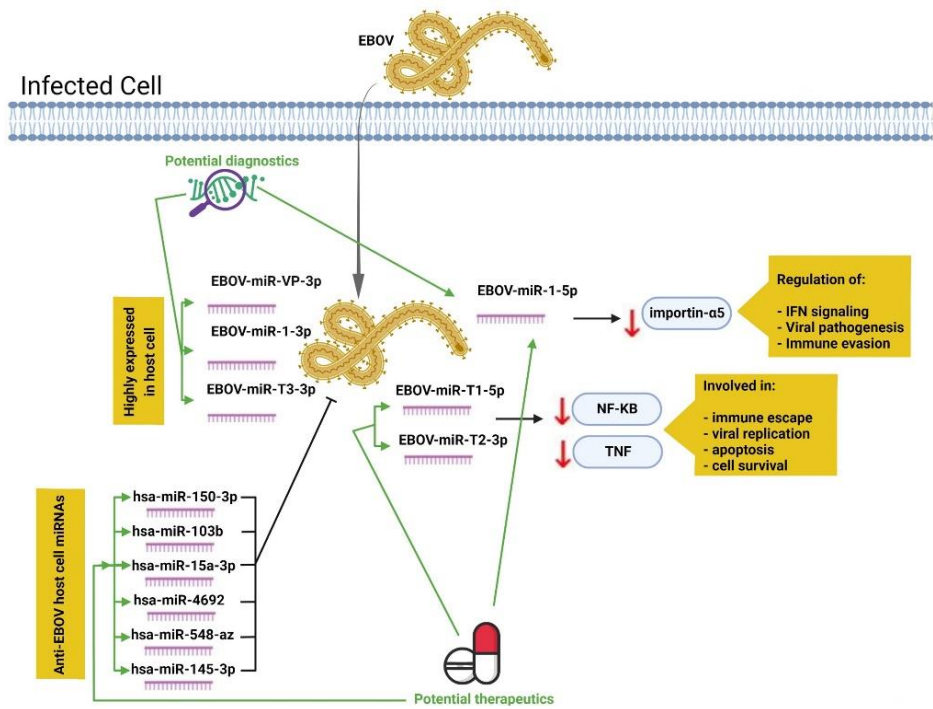 EBOV
Infected Cell
Potential diagnostics
Highly expressed
in host cell
EBOV-miR-VP-3p
EBOV-miR-1-3p
EBOV-miR-T3-3p
EBOV-miR-1-5p
importin-α5
Regulation of:
- IFN signaling
- Viral pathogenesis
- Immune evasion
EBOV-miR-T1-5p
EBOV-miR-T2-3p
NF-KB
TNF
Involved in:
- immune escape
- viral replication
- apoptosis
- cell survival
Anti-EBOV host cell miRNAs
hsa-miR-150-3p
hsa-miR-103b
hsa-miR-15a-3p
hsa-miR-4692
hsa-miR-548-az
hsa-miR-145-3p
Potential therapeutics